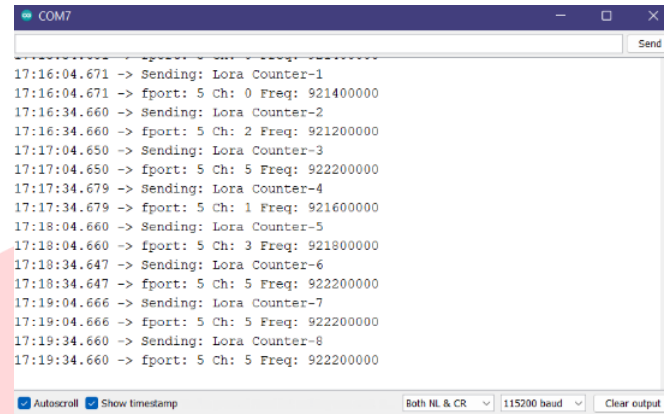 COM7
Send
17:16:04.671 -> Sending: Lora Counter-1
17:16:04.671 -> fport: 5 Ch: 0 Freq: 921400000
17:16:34.660 -> Sending: Lora Counter-2
17:16:34.660 -> fport: 5 Ch: 2 Freq: 921200000
17:17:04.650 -> Sending: Lora Counter-3
17:17:04.650 -> fport: 5 Ch: 5 Freq: 922200000
17:17:34.679 -> Sending: Lora Counter-4
17:17:34.679 -> fport: 5 Ch: 1 Freq: 921600000
17:18:04.660 -> Sending: Lora Counter-5
17:18:04.660 -> fport: 5 Ch: 3 Freq: 921800000
17:18:34.647 -> Sending: Lora Counter-6
17:18:34.647 -> fport: 5 Ch: 5 Freq: 922200000
17:19:04.666 -> Sending: Lora Counter-7
17:19:04.666 -> fport: 5 Ch: 5 Freq: 922200000
17:19:34.660 -> Sending: Lora Counter-8
17:19:34.660 -> fport: 5 Ch: 5 Freq: 922200000
Autoscroll Show timestamp Both NL & CR 115200 baud Clear output